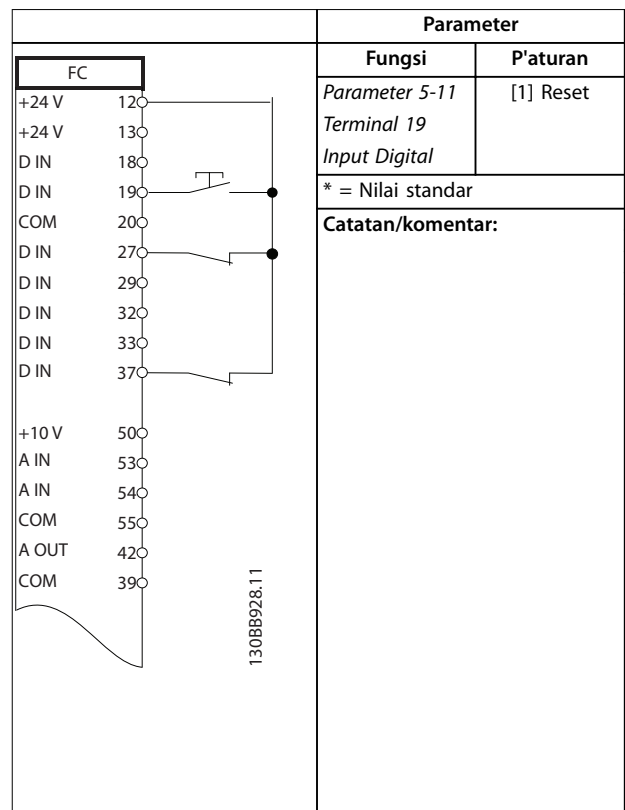 FC
+24 V 12
+24 V 13
D IN 18
D IN 19
COM 20
D IN 27
D IN 29
D IN 32
D IN 33
D IN 37
+10 V 50
A IN 53
A IN 54
COM 55
A OUT 42
COM 39
130BB928.11
Parameter
Fungsi P'aturan
Parameter 5-11 [1] Reset
Terminal 19
Input Digital
* = Nilai standar
Catatan/komentar: